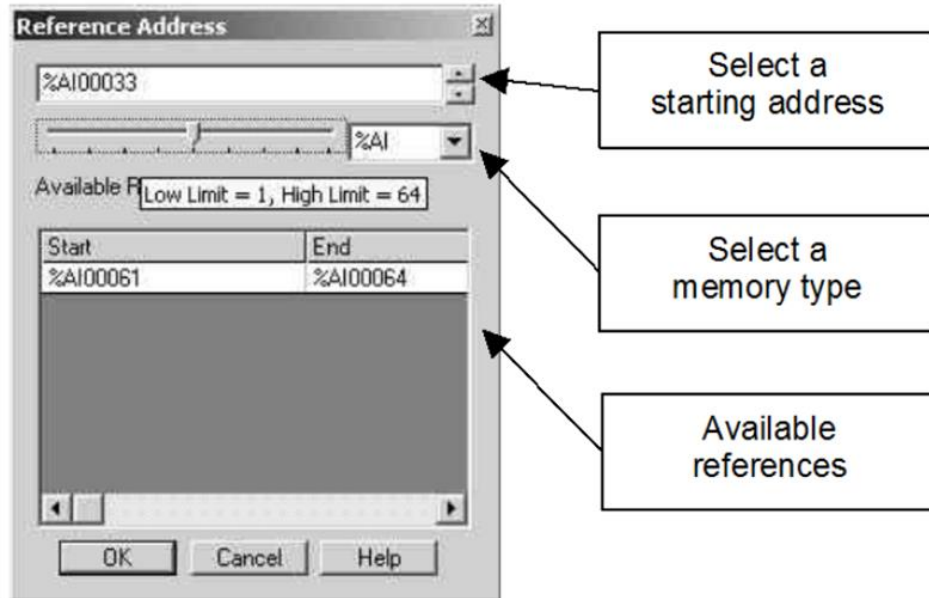 Reference Address
%AI00033
%AI
Available R
Low Limit = 1, High Limit = 64
Start End
%AI00061 %AI00064
OK Cancel Help
Select a
starting address
Select a
memory type
Available
references